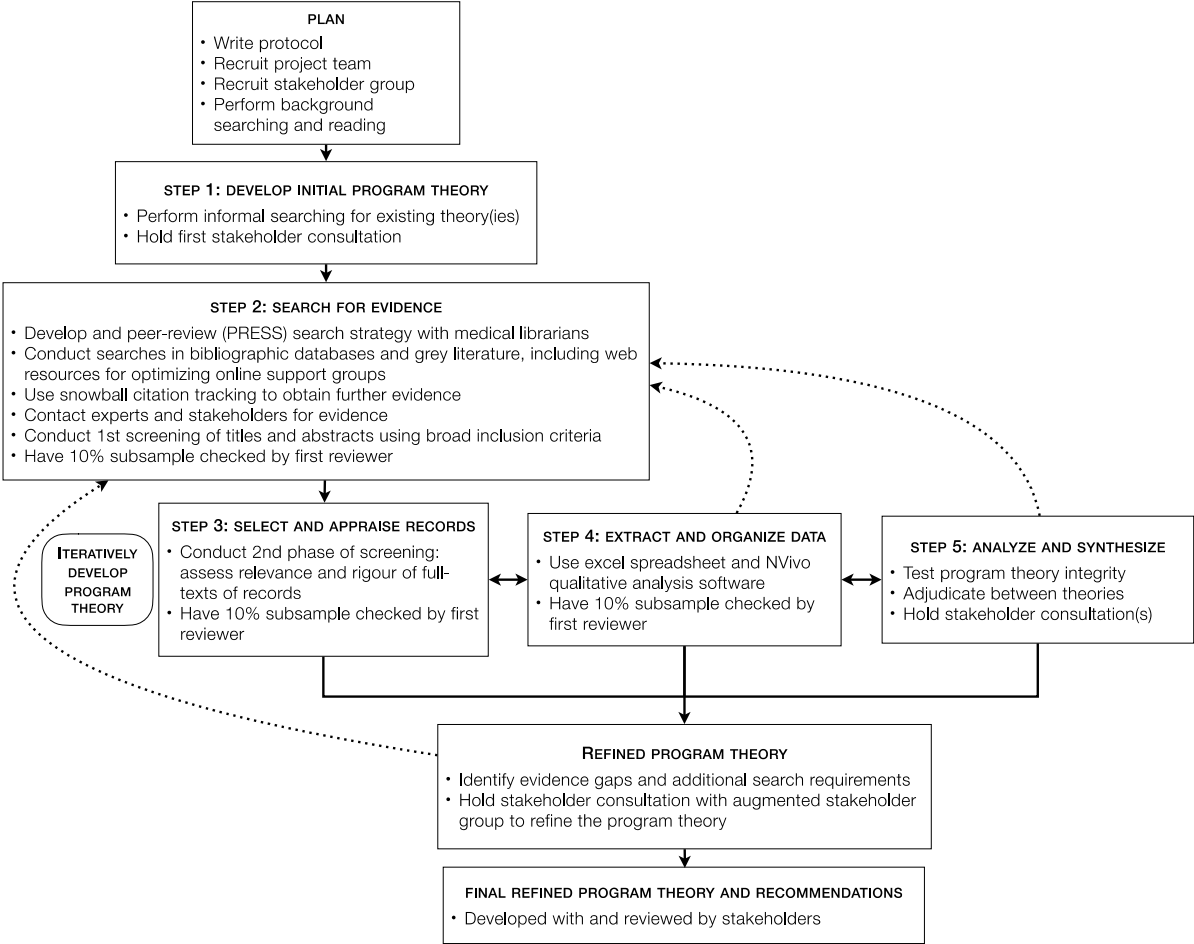 PLAN
• Write protocol
• Recruit project team
• Recruit stakeholder group
• Perform background
searching and reading
STEP 1: DEVELOP INITIAL PROGRAM THEORY
• Perform informal searching for existing theory(ies)
• Hold first stakeholder consultation
STEP 2: SEARCH FOR EVIDENCE
• Develop and peer-review (PRESS) search strategy with medical librarians
• Conduct searches in bibliographic databases and grey literature, including web
resources for optimizing online support groups
• Use snowball citation tracking to obtain further evidence
• Contact experts and stakeholders for evidence
• Conduct 1st screening of titles and abstracts using broad inclusion criteria
• Have 10% subsample checked by first reviewer
ITERATIVELY
DEVELOP
PROGRAM
THEORY
STEP 3: SELECT AND APPRAISE RECORDS
• Conduct 2nd phase of screening:
assess relevance and rigour of full-
texts of records
• Have 10% subsample checked by first
reviewer
STEP 4: EXTRACT AND ORGANIZE DATA
• Use excel spreadsheet and NVivo
qualitative analysis software
• Have 10% subsample checked by
first reviewer
STEP 5: ANALYZE AND SYNTHESIZE
• Test program theory integrity
• Adjudicate between theories
• Hold stakeholder consultation(s)
REFINED PROGRAM THEORY
• Identify evidence gaps and additional search requirements
• Hold stakeholder consultation with augmented stakeholder
group to refine the program theory
FINAL REFINED PROGRAM THEORY AND RECOMMENDATIONS
• Developed with and reviewed by stakeholders